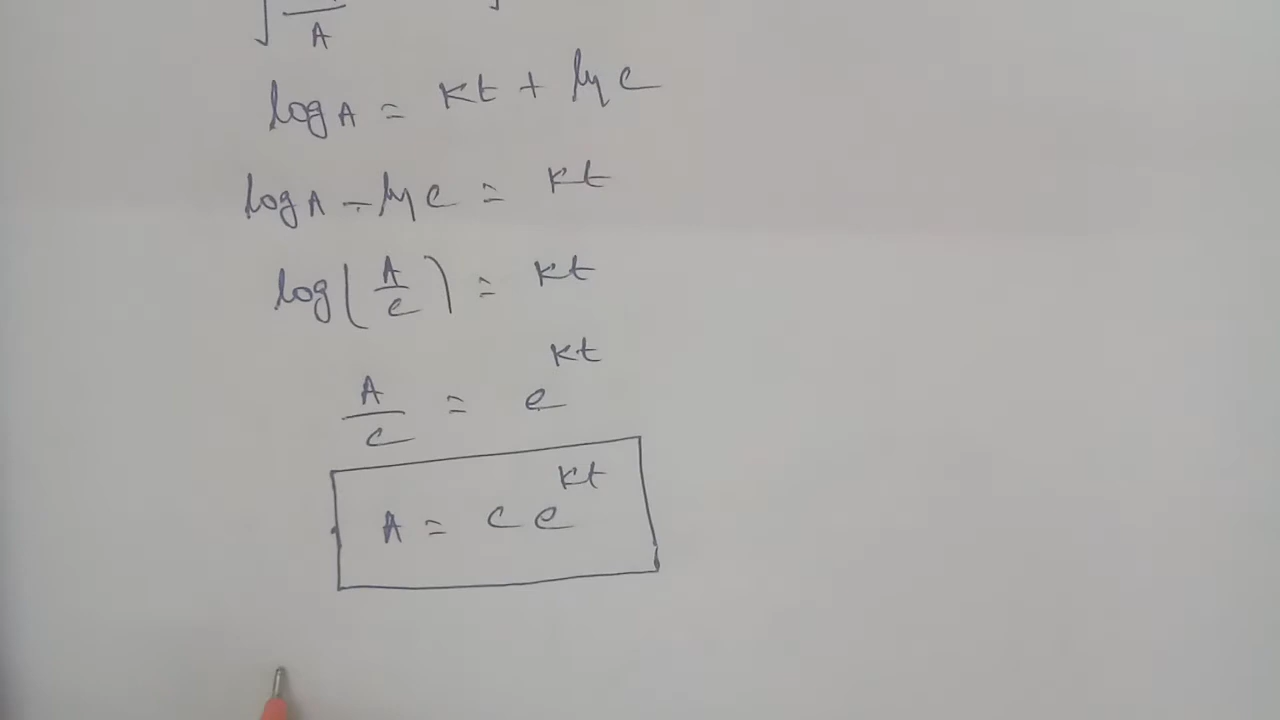 ∫ A
log A = kt + log c
log A - log c = kt
log(A/c) = kt
A/c = e^kt
A = c e^kt